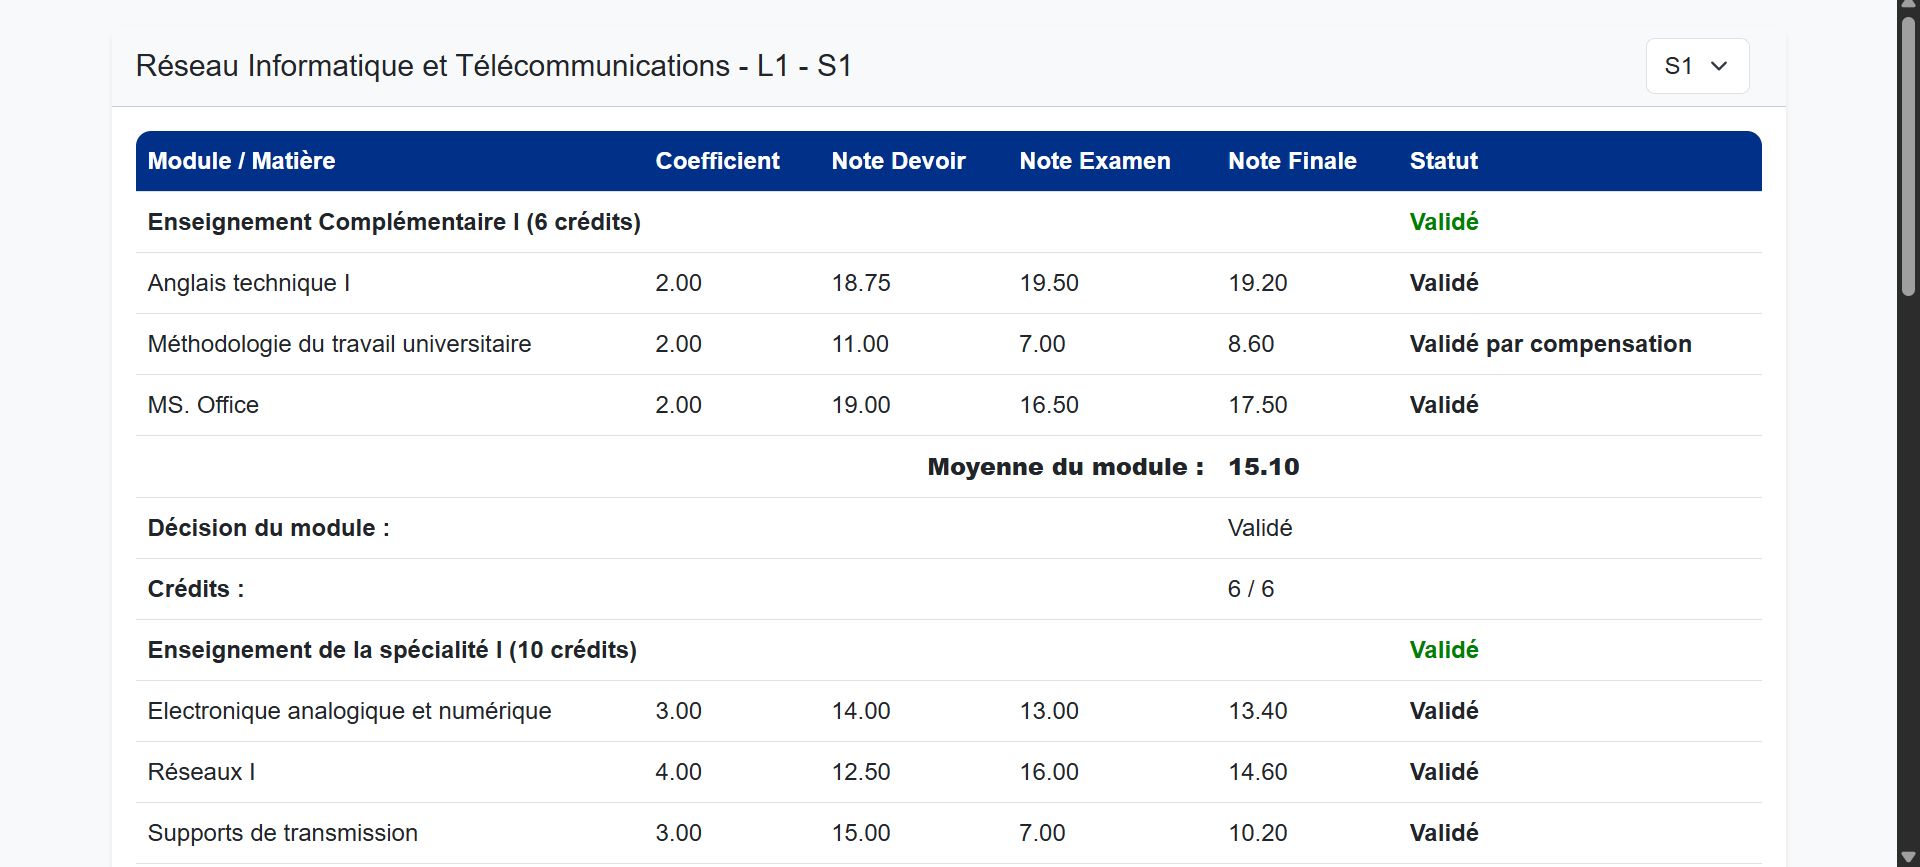 Réseau Informatique et Télécommunications - L1 - S1
S1
Module / Matière Coefficient Note Devoir Note Examen Note Finale Statut
Enseignement Complémentaire I (6 crédits) Validé
Anglais technique I 2.00 18.75 19.50 19.20 Validé
Méthodologie du travail universitaire 2.00 11.00 7.00 8.60 Validé par compensation
MS. Office 2.00 19.00 16.50 17.50 Validé
Moyenne du module : 15.10
Décision du module : Validé
Crédits : 6 / 6
Enseignement de la spécialité I (10 crédits) Validé
Electronique analogique et numérique 3.00 14.00 13.00 13.40 Validé
Réseaux I 4.00 12.50 16.00 14.60 Validé
Supports de transmission 3.00 15.00 7.00 10.20 Validé